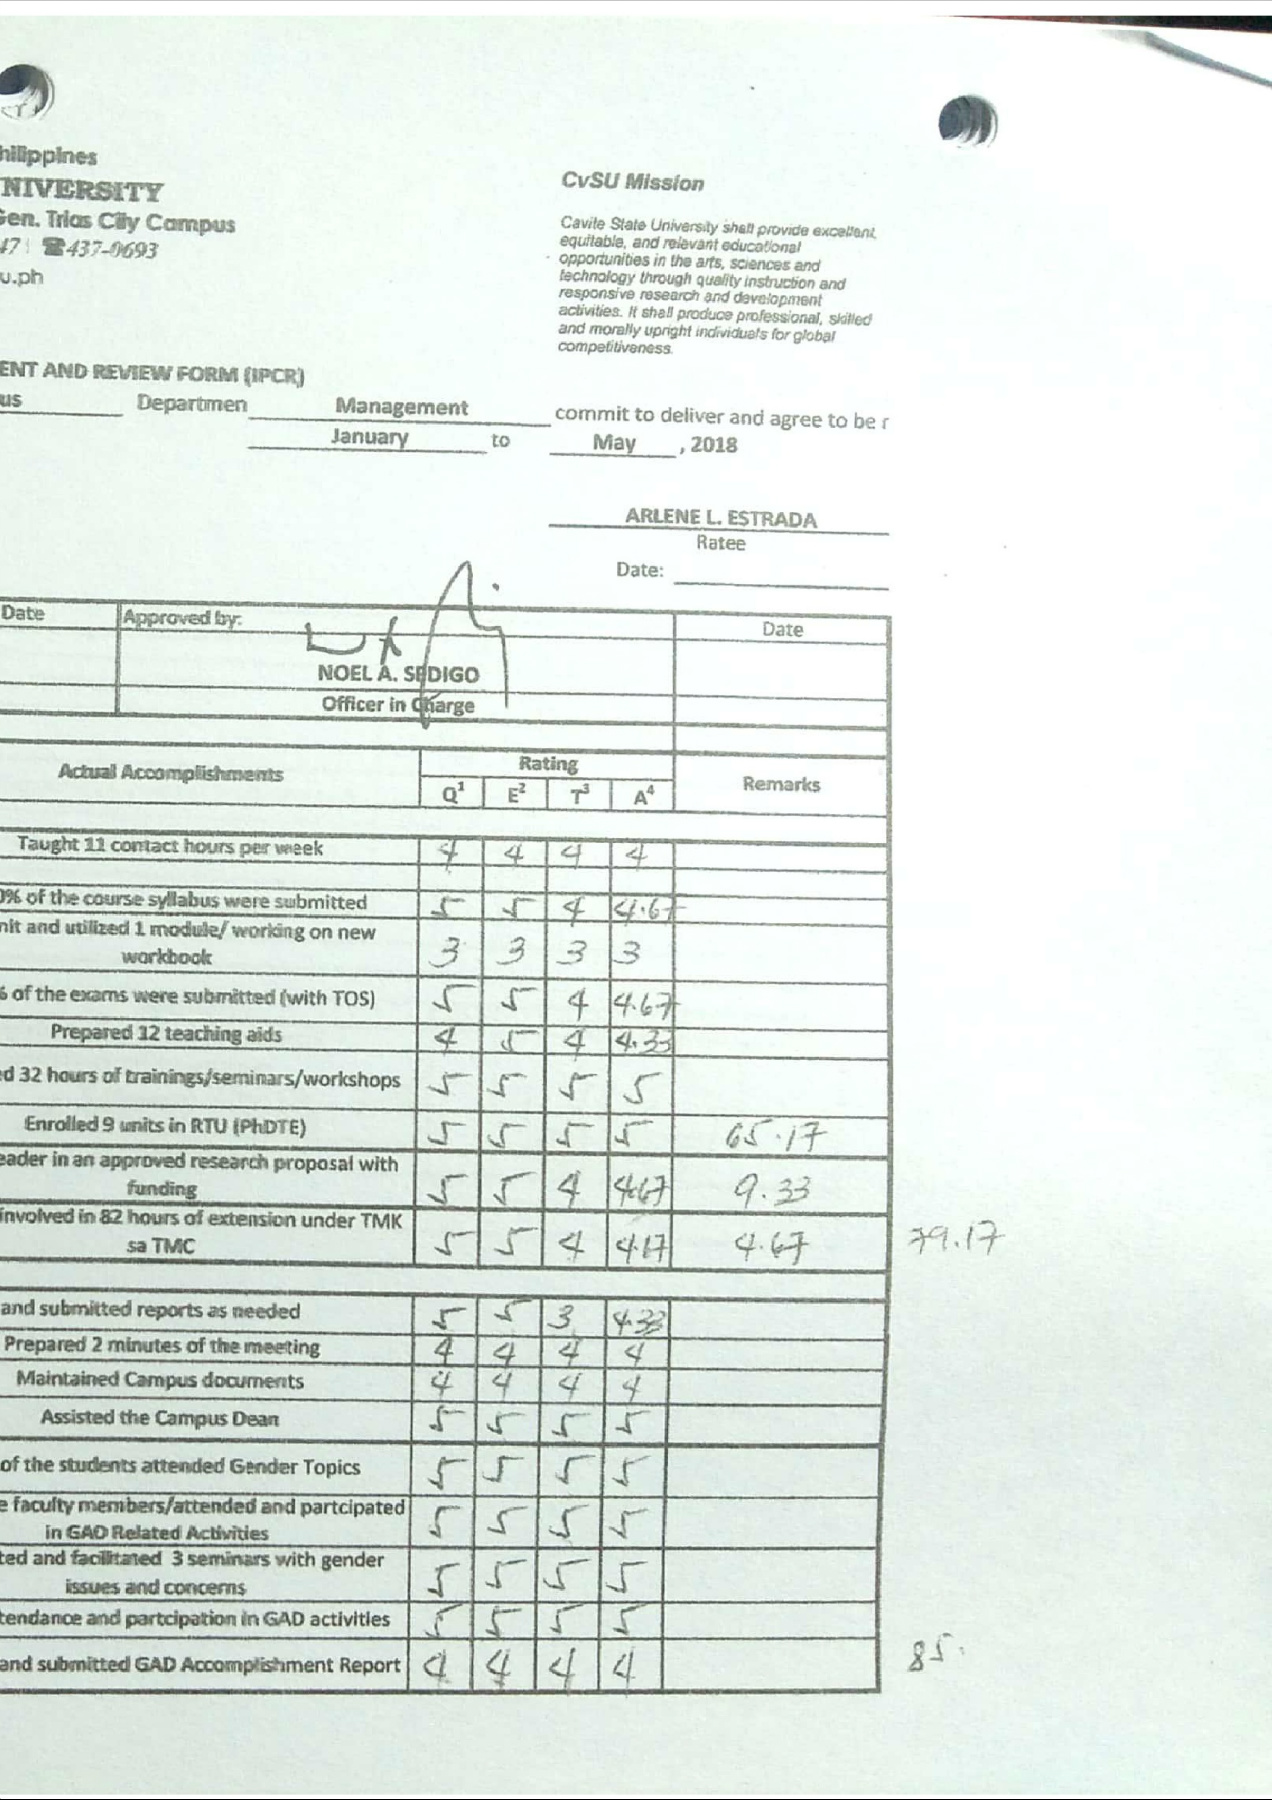 hilippines
NIVERSITY
Gen. Trias City Campus
47 ☎437-0693
u.ph
CvSU Mission
Cavite State University shall provide excellent,
equitable, and relevant educational
opportunities in the arts, sciences and
technology through quality instruction and
responsive research and development
activities. It shall produce professional, skilled
and morally upright individuals for global
competitiveness.
ENT AND REVIEW FORM (IPCR)
us Departmen Management commit to deliver and agree to be r
January to May , 2018
ARLENE L. ESTRADA
Ratee
Date:
Date Approved by: Date
NOEL A. SEDIGO
Officer in Charge
Actual Accomplishments Rating Remarks
Q¹ E² T³ A⁴
Taught 11 contact hours per week 4 4 4 4
0% of the course syllabus were submitted 5 5 4 4.67
nit and utilized 1 module/ working on new
workbook 3 3 3 3
% of the exams were submitted (with TOS) 5 5 4 4.67
Prepared 12 teaching aids 4 5 4 4.33
d 32 hours of trainings/seminars/workshops 5 5 5 5
Enrolled 9 units in RTU (PhDTE) 5 5 5 5 65.17
eader in an approved research proposal with
funding 5 5 4 4.67 9.33
involved in 82 hours of extension under TMK
sa TMC 5 5 4 4.17 4.67 79.17
and submitted reports as needed 5 5 3 4.33
Prepared 2 minutes of the meeting 4 4 4 4
Maintained Campus documents 4 4 4 4
Assisted the Campus Dean 5 5 5 5
of the students attended Gender Topics 5 5 5 5
e faculty members/attended and partcipated
in GAD Related Activities 5 5 5 5
ted and facilitated 3 seminars with gender
issues and concerns 5 5 5 5
tendance and partcipation in GAD activities 5 5 5 5
and submitted GAD Accomplishment Report 4 4 4 4 85.